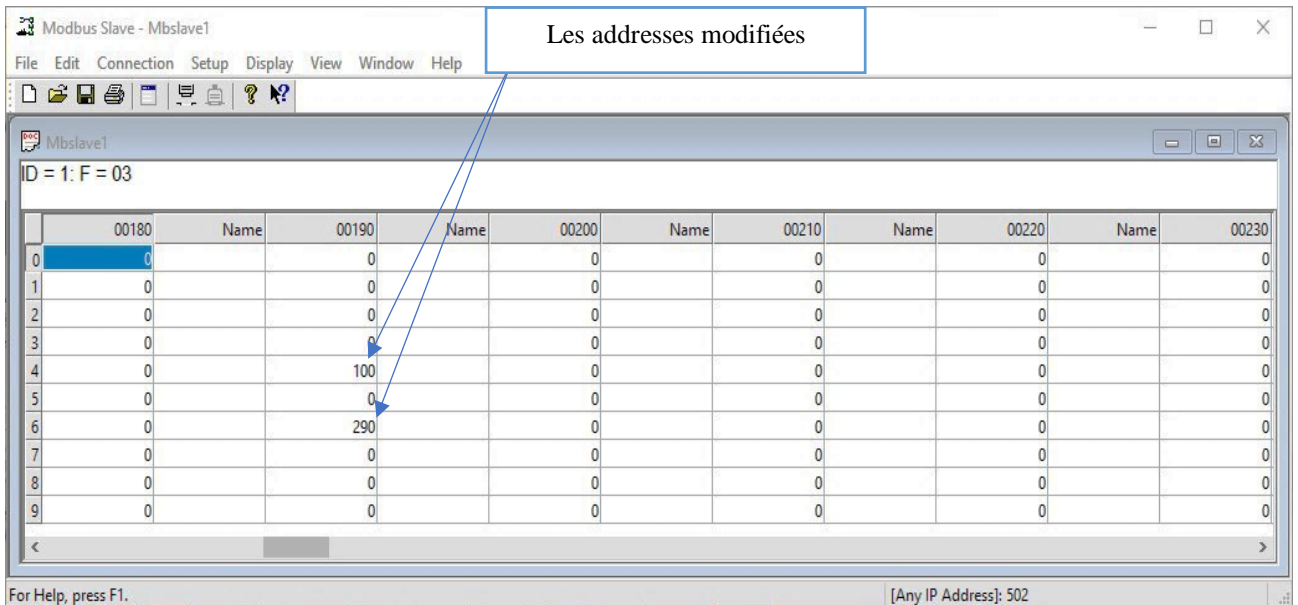 Modbus Slave - Mbslave1
Les addresses modifiées
File Edit Connection Setup Display View Window Help
Mbslave1
ID = 1: F = 03
00180 Name 00190 Name 00200 Name 00210 Name 00220 Name 00230
0 0 0 0 0 0 0
1 0 0 0 0 0 0
2 0 0 0 0 0 0
3 0 0 0 0 0 0
4 0 100 0 0 0 0
5 0 0 0 0 0 0
6 0 290 0 0 0 0
7 0 0 0 0 0 0
8 0 0 0 0 0 0
9 0 0 0 0 0 0
For Help, press F1. [Any IP Address]: 502